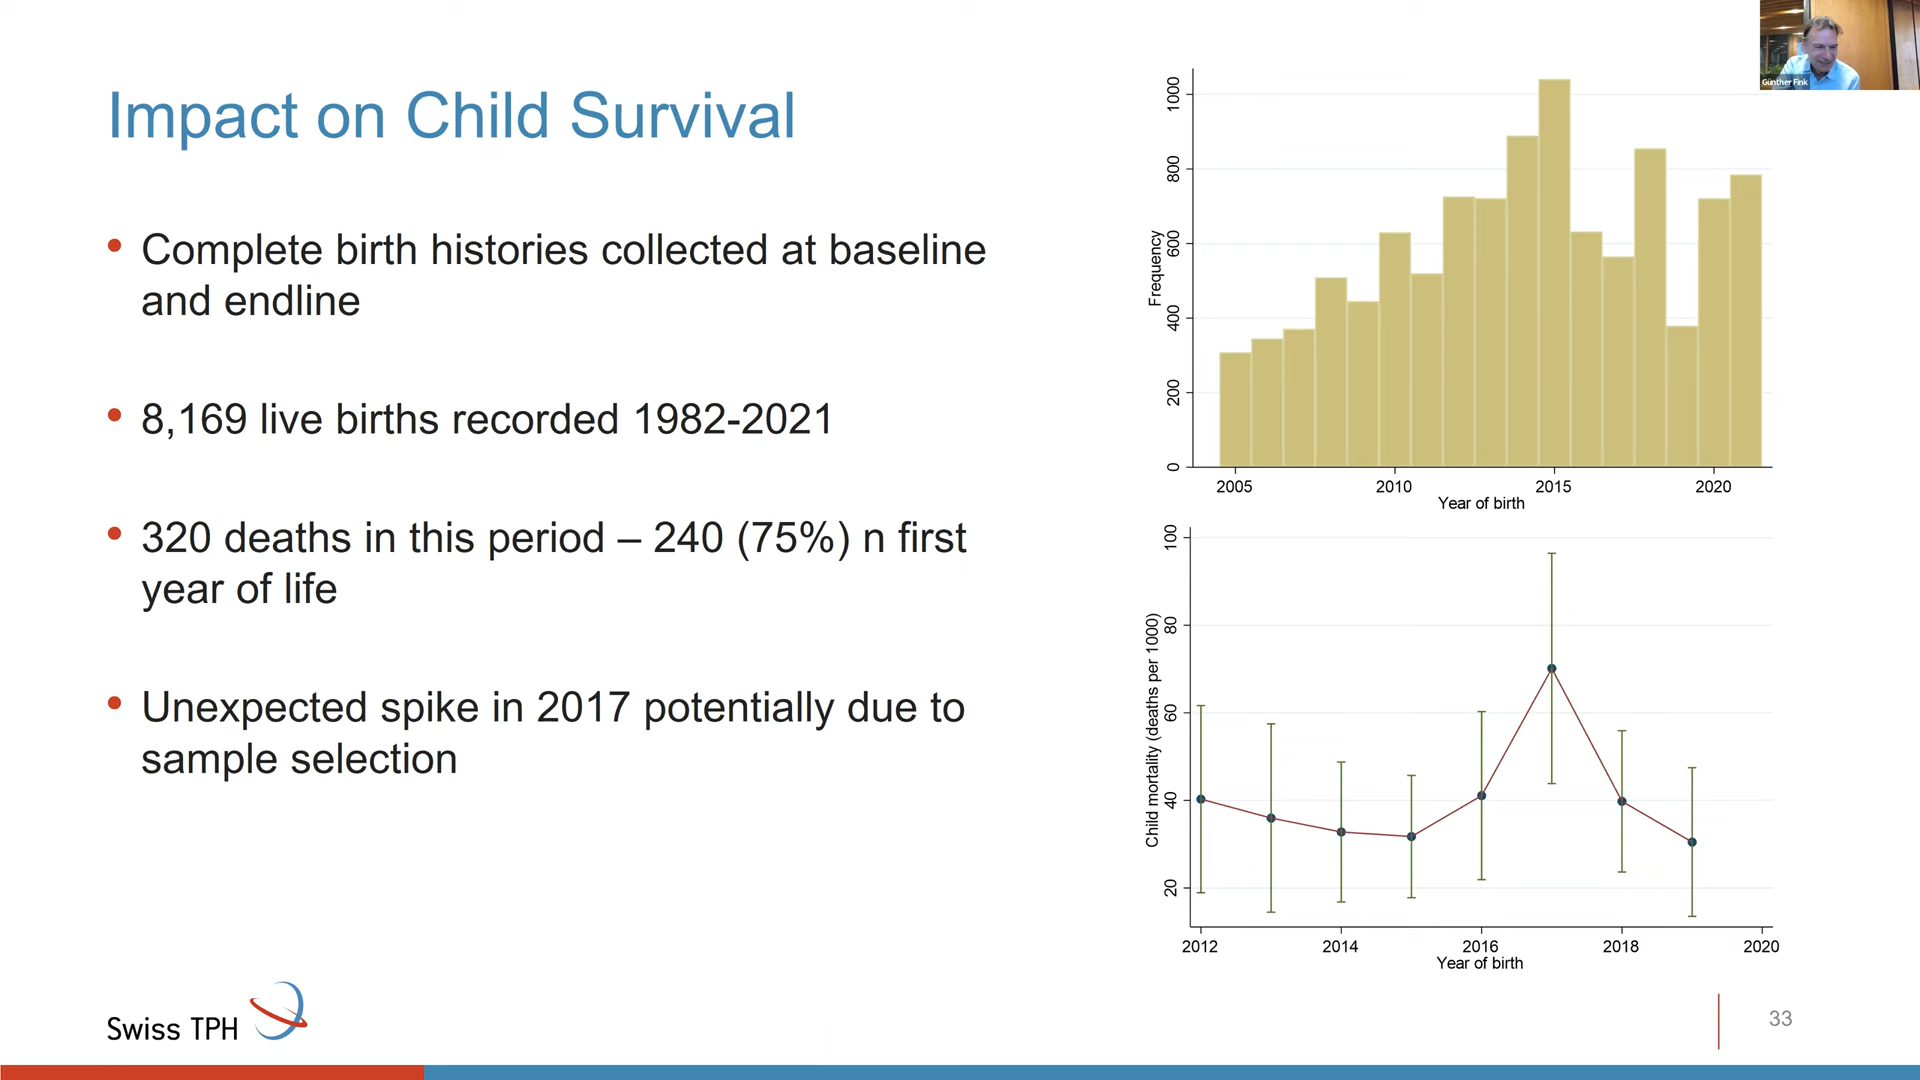 Impact on Child Survival
• Complete birth histories collected at baseline
and endline
• 8,169 live births recorded 1982-2021
• 320 deaths in this period – 240 (75%) n first
year of life
• Unexpected spike in 2017 potentially due to
sample selection
Frequency
1000
800
600
400
200
0
2005 2010 2015 2020
Year of birth
Child mortality (deaths per 1000)
100
80
60
40
20
2012 2014 2016 2018 2020
Year of birth
Günther Fink
Swiss TPH
33